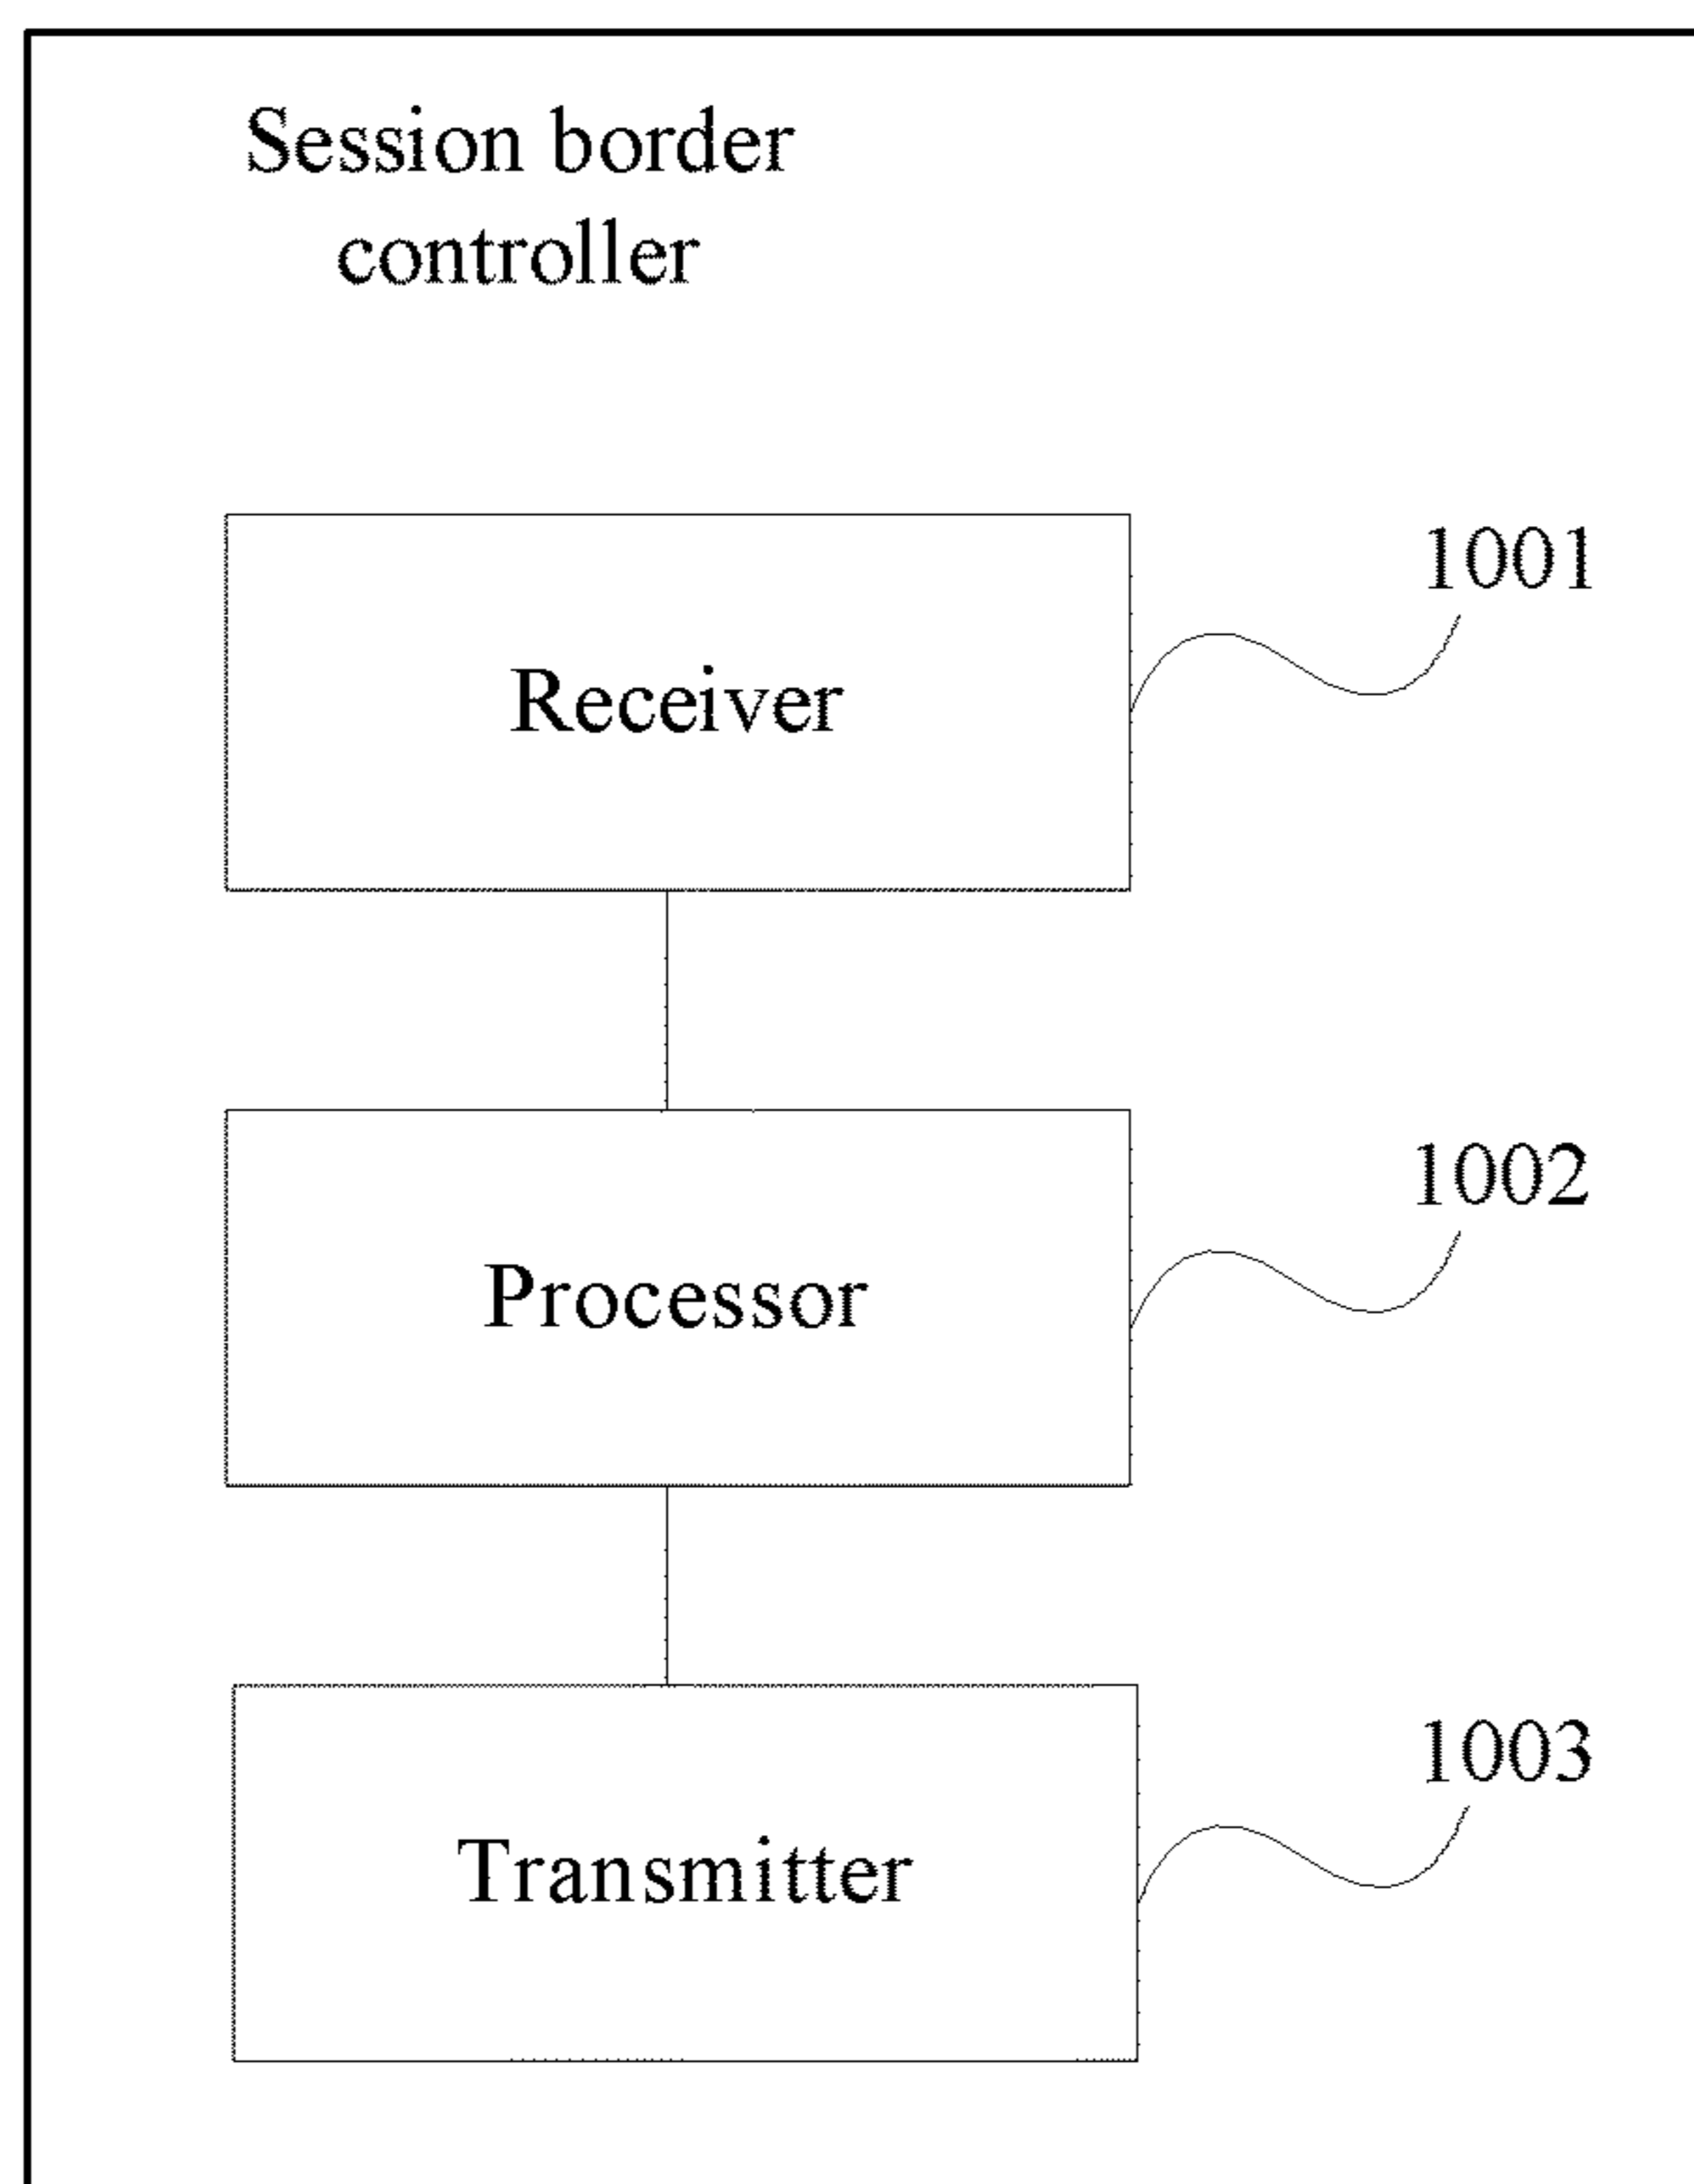 Session border
controller
1001
Receiver
1002
Processor
1003
Transmitter